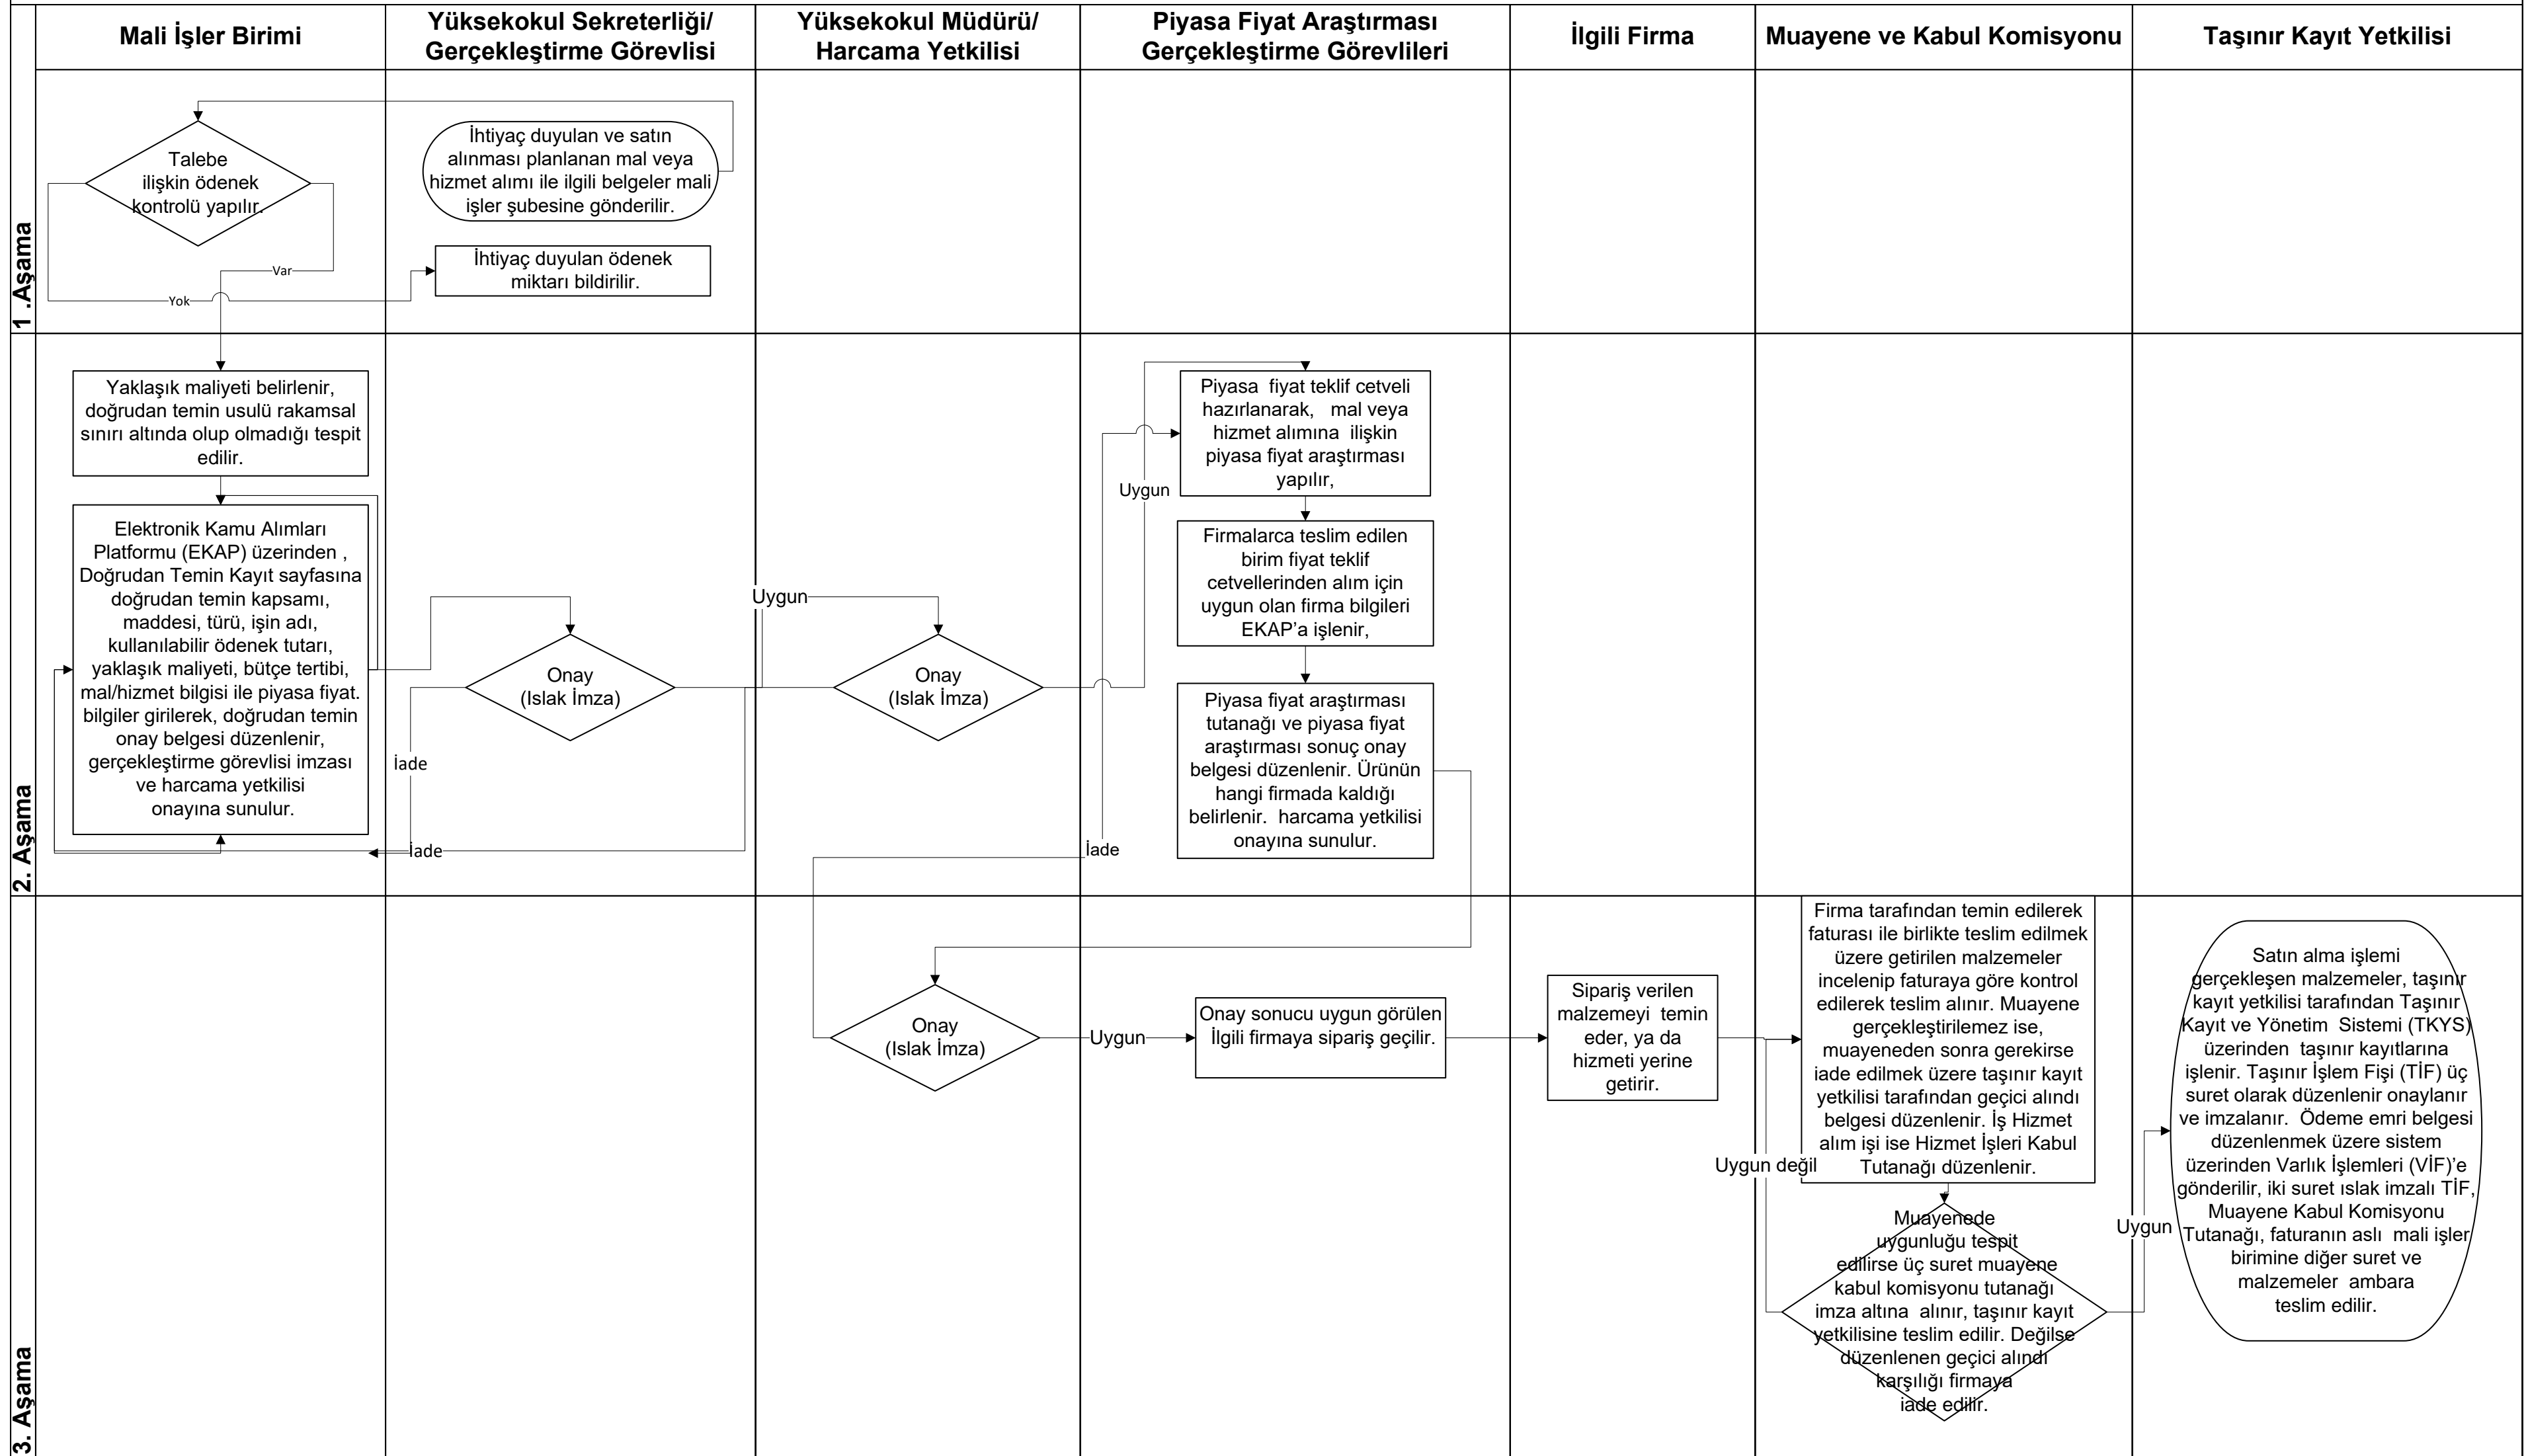 Mali İşler Birimi
Yüksekokul Sekreterliği/
Gerçekleştirme Görevlisi
Yüksekokul Müdürü/
Harcama Yetkilisi
Piyasa Fiyat Araştırması
Gerçekleştirme Görevlileri
İlgili Firma
Muayene ve Kabul Komisyonu
Taşınır Kayıt Yetkilisi
1 .Aşama
Talebe
ilişkin ödenek
kontrolü yapılır.
Var
Yok
İhtiyaç duyulan ve satın
alınması planlanan mal veya
hizmet alımı ile ilgili belgeler mali
işler şubesine gönderilir.
İhtiyaç duyulan ödenek
miktarı bildirilir.
2. Aşama
Yaklaşık maliyeti belirlenir,
doğrudan temin usulü rakamsal
sınırı altında olup olmadığı tespit
edilir.
Elektronik Kamu Alımları
Platformu (EKAP) üzerinden ,
Doğrudan Temin Kayıt sayfasına
doğrudan temin kapsamı,
maddesi, türü, işin adı,
kullanılabilir ödenek tutarı,
yaklaşık maliyeti, bütçe tertibi,
mal/hizmet bilgisi ile piyasa fiyat.
bilgiler girilerek, doğrudan temin
onay belgesi düzenlenir,
gerçekleştirme görevlisi imzası
ve harcama yetkilisi
onayına sunulur.
Onay
(Islak İmza)
İade
İade
Uygun
Onay
(Islak İmza)
Uygun
İade
Piyasa  fiyat teklif cetveli
hazırlanarak,   mal veya
hizmet alımına  ilişkin
piyasa fiyat araştırması
yapılır,
Firmalarca teslim edilen
birim fiyat teklif
cetvellerinden alım için
uygun olan firma bilgileri
EKAP’a işlenir,
Piyasa fiyat araştırması
tutanağı ve piyasa fiyat
araştırması sonuç onay
belgesi düzenlenir. Ürünün
hangi firmada kaldığı
belirlenir.  harcama yetkilisi
onayına sunulur.
3. Aşama
Onay
(Islak İmza)
Uygun
Onay sonucu uygun görülen
İlgili firmaya sipariş geçilir.
Sipariş verilen
malzemeyi  temin
eder, ya da
hizmeti yerine
getirir.
Firma tarafından temin edilerek
faturası ile birlikte teslim edilmek
üzere getirilen malzemeler
incelenip faturaya göre kontrol
edilerek teslim alınır. Muayene
gerçekleştirilemez ise,
muayeneden sonra gerekirse
iade edilmek üzere taşınır kayıt
yetkilisi tarafından geçici alındı
belgesi düzenlenir. İş Hizmet
alım işi ise Hizmet İşleri Kabul
Tutanağı düzenlenir.
Uygun değil
Muayenede
uygunluğu tespit
edilirse üç suret muayene
kabul komisyonu tutanağı
imza altına  alınır, taşınır kayıt
yetkilisine teslim edilir. Değilse
düzenlenen geçici alındı
karşılığı firmaya
iade edilir.
Uygun
Satın alma işlemi
gerçekleşen malzemeler, taşınır
kayıt yetkilisi tarafından Taşınır
Kayıt ve Yönetim  Sistemi (TKYS)
üzerinden  taşınır kayıtlarına
işlenir. Taşınır İşlem Fişi (TİF) üç
suret olarak düzenlenir onaylanır
ve imzalanır.  Ödeme emri belgesi
düzenlenmek üzere sistem
üzerinden Varlık İşlemleri (VİF)’e
gönderilir, iki suret ıslak imzalı TİF,
Muayene Kabul Komisyonu
Tutanağı, faturanın aslı  mali işler
birimine diğer suret ve
malzemeler  ambara
teslim edilir.